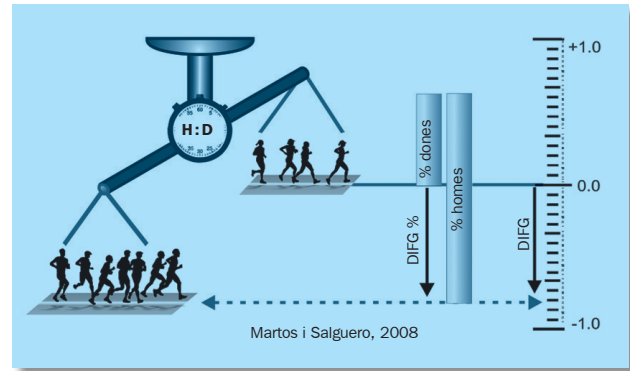 +1.0
H:D
% dones
% homes
0.0
DIFG %
DIFG
-1.0
Martos i Salguero, 2008